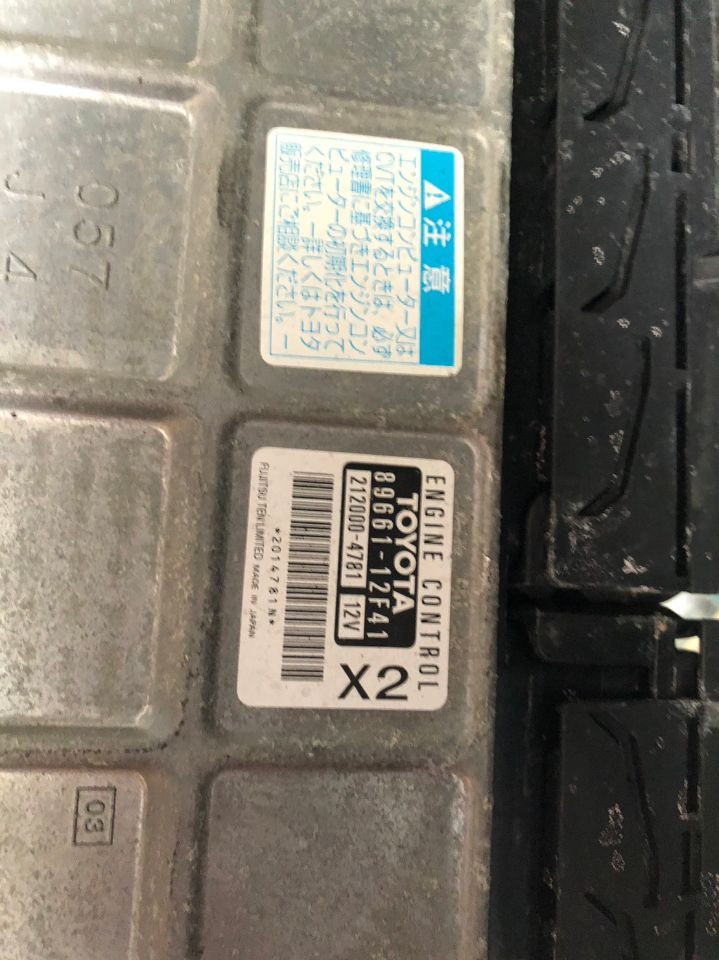 057
J 4
注意
エンジンコンピューター又は
CVTを交換するときは、必ず
修理書に基づきエンジンコン
ピューターの初期化を行って
ください。－詳しくはトヨタ
販売店にご相談ください。－
ENGINE CONTROL
TOYOTA
89661-12F41
212000-4781 12V
X2
*2014781N*
FUJITSU TEN LIMITED MADE IN JAPAN
03